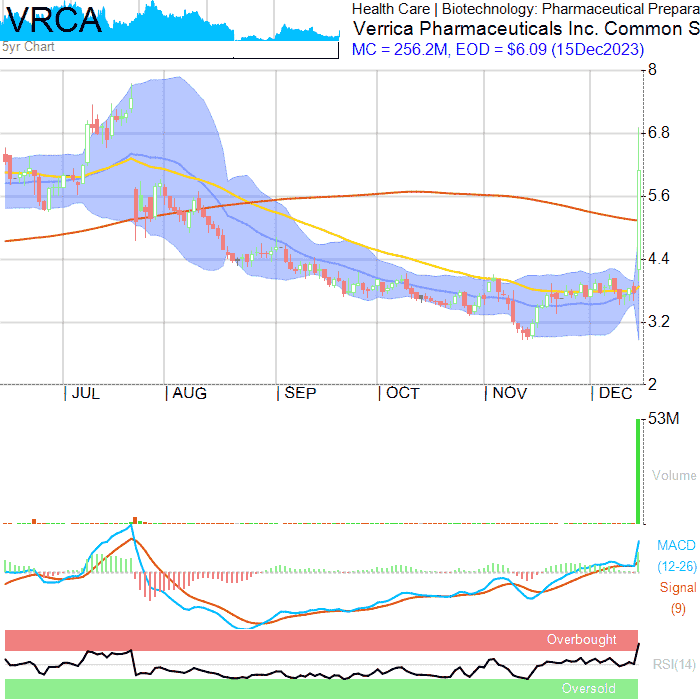 VRCA
5yr Chart
Health Care | Biotechnology: Pharmaceutical Prepara
Verrica Pharmaceuticals Inc. Common S
MC = 256.2M, EOD = $6.09 (15Dec2023)
8
6.8
5.6
4.4
3.2
2
| JUL | AUG | SEP | OCT | NOV | DEC
53M
Volume
MACD
(12-26)
Signal
(9)
Overbought
RSI(14)
Oversold